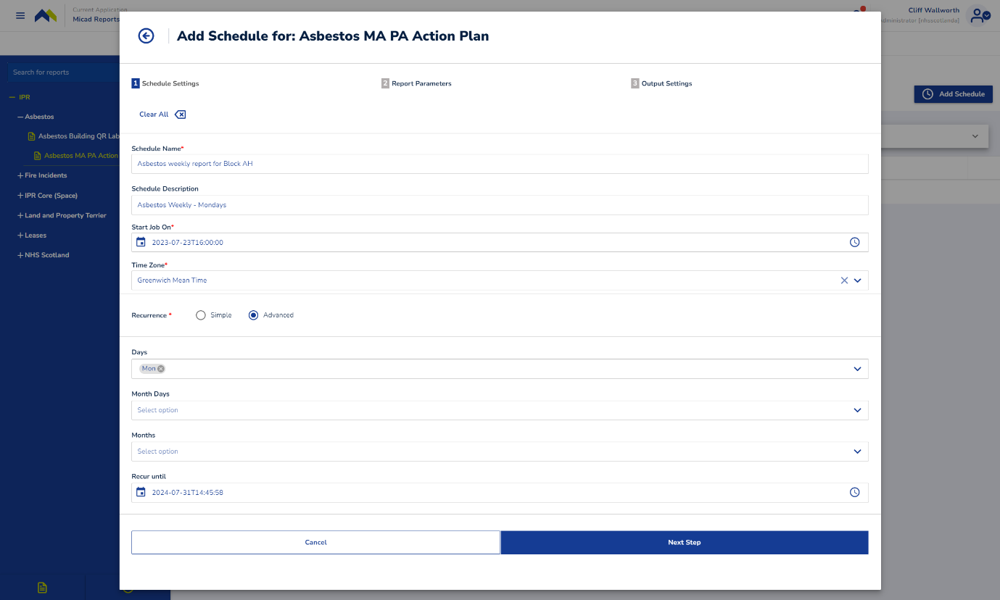 Current Application
Micad Reports
Cliff Wallworth
dministrator [nhsscotlanda]
Add Schedule for: Asbestos MA PA Action Plan
Search for reports
IPR
Asbestos
Asbestos Building QR Lab
Asbestos MA PA Action
Fire Incidents
IPR Core (Space)
Land and Property Terrier
Leases
NHS Scotland
Add Schedule
1 Schedule Settings
2 Report Parameters
3 Output Settings
Clear All
Schedule Name*
Asbestos weekly report for Block AH
Schedule Description
Asbestos Weekly - Mondays
Start Job On*
2023-07-23T16:00:00
Time Zone*
Greenwich Mean Time
Recurrence * Simple Advanced
Days
Mon
Month Days
Select option
Months
Select option
Recur until
2024-07-31T14:45:58
Cancel
Next Step